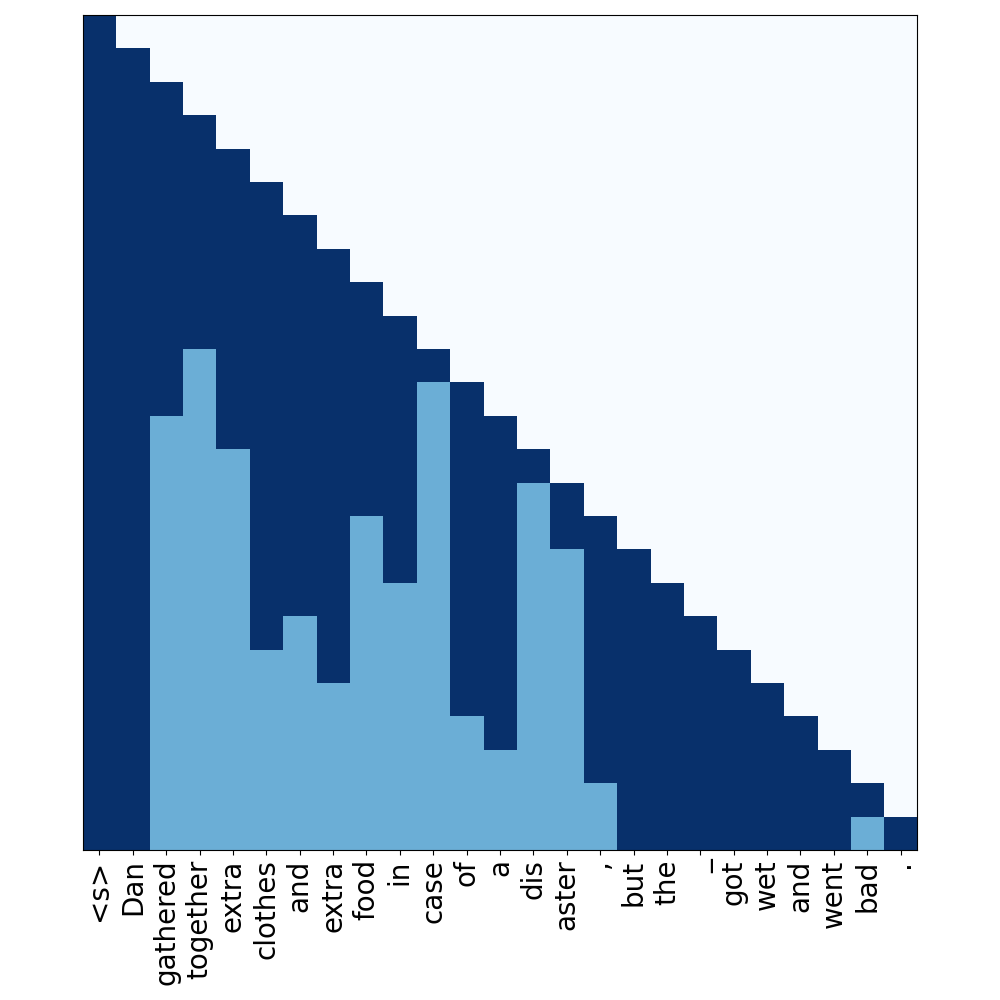 <s> Dan gathered together extra clothes and extra food in case of a dis aster , but the _ got wet and went bad .